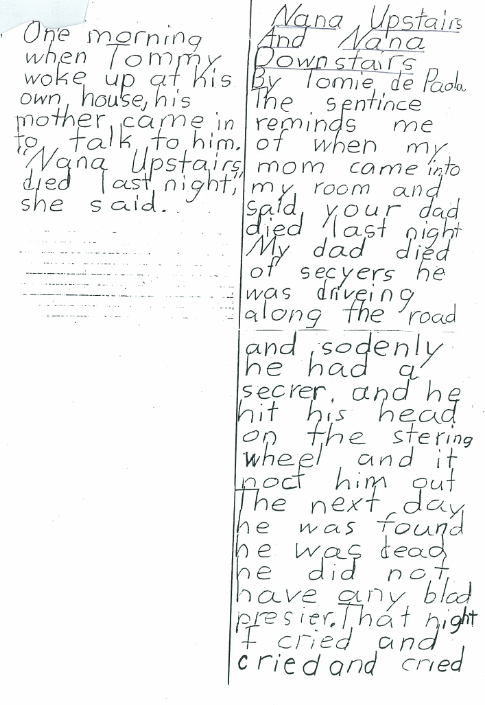 One morning
when Tommy
woke up at his
own house, his
mother came in
to talk to him.
"Nana Upstairs
died last night,"
she said.
Nana Upstairs
And Nana
Downstairs
By Tomie de Paola
The sentince
reminds me
of when my
mom came into
my room and
said, your dad
died last night
My dad died
of secyers he
was driveing
along the road
and sodenly
he had a
secrer, and he
hit his head
on the stering
wheel and it
noct him out
The next day
he was found
he was dead
he did not
have any blod
presier. That night
I cried and
cried and cried